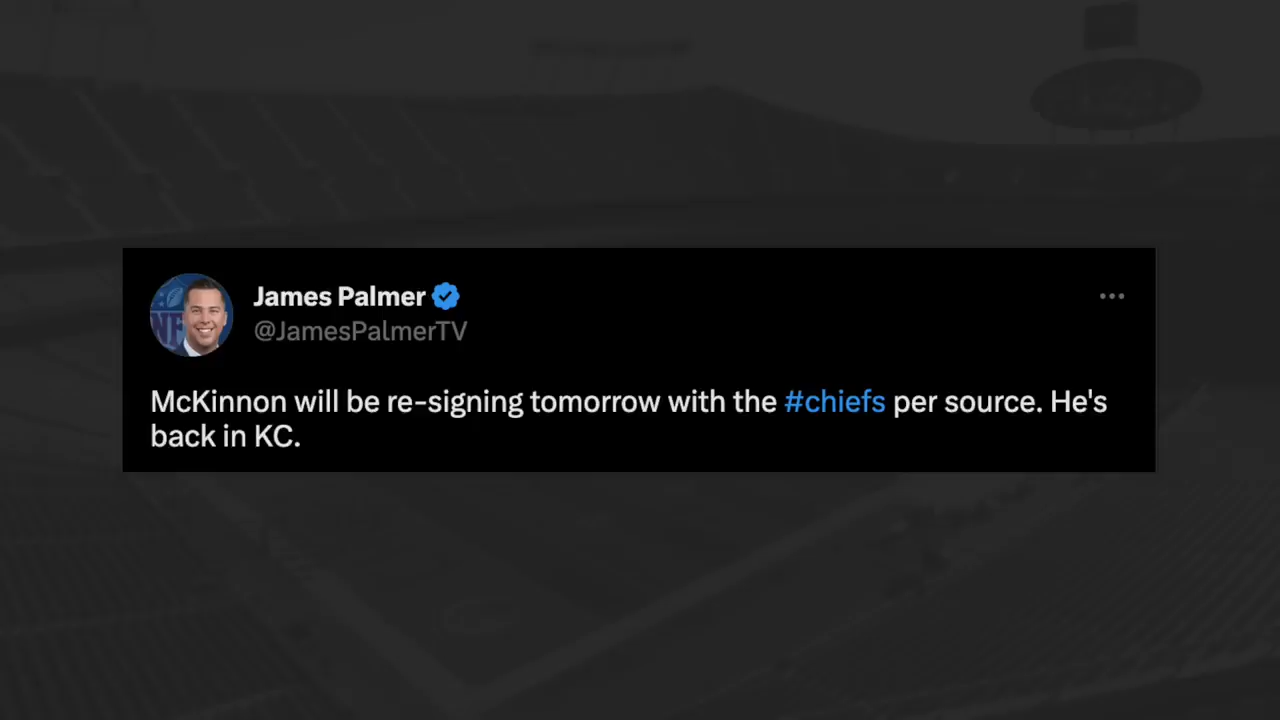 James Palmer
@JamesPalmerTV
McKinnon will be re-signing tomorrow with the #chiefs per source. He's
back in KC.